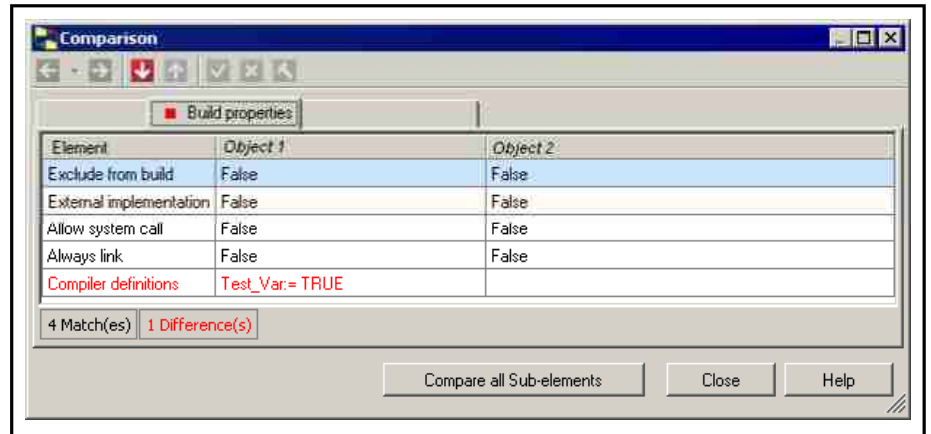 Comparison
Build properties
Element Object 1 Object 2
Exclude from build False False
External implementation False False
Allow system call False False
Always link False False
Compiler definitions Test_Var:= TRUE
4 Match(es) 1 Difference(s)
Compare all Sub-elements Close Help